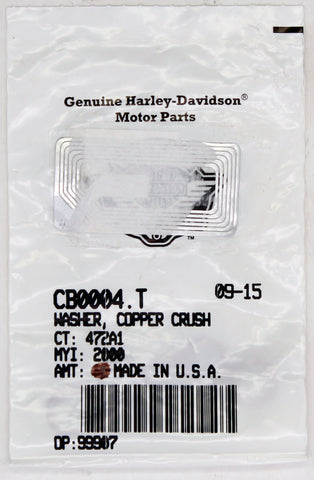 Genuine Harley-Davidson®
Motor Parts
™
CB0004.T 09-15
WASHER, COPPER CRUSH
CT: 472A1
MYI: 2000
AMT: MADE IN U.S.A.
OP:99907